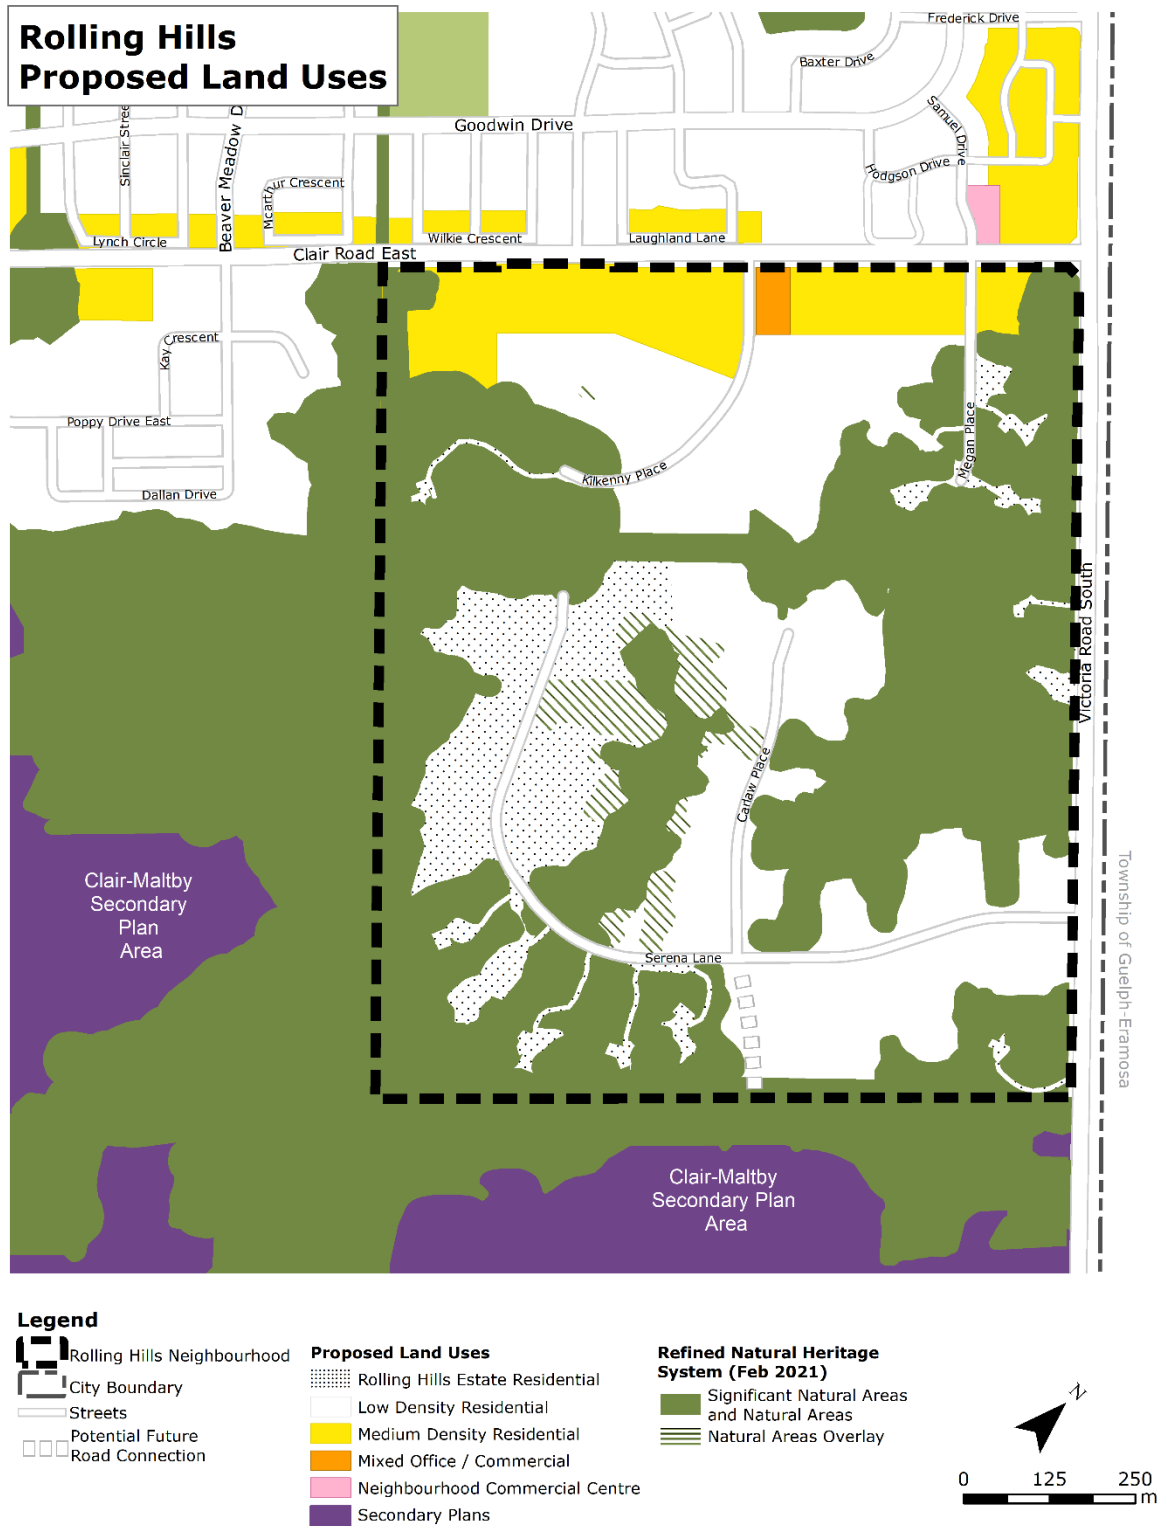 Rolling Hills
Proposed Land Uses
Frederick Drive
Baxter Drive
Samuel Drive
Goodwin Drive
Sinclair Stree
Beaver Meadow D
Hodgson Drive
Mcarthur Crescent
Lynch Circle
Wilkie Crescent
Laughland Lane
Clair Road East
Kay Crescent
Poppy Drive East
Megan Place
Kilkenny Place
Dallan Drive
Victoria Road South
Carlaw Place
Township of Guelph-Eramosa
Clair-Maltby
Secondary
Plan
Area
Serena Lane
Clair-Maltby
Secondary Plan
Area
Legend
Rolling Hills Neighbourhood
City Boundary
Streets
Potential Future
Road Connection
Proposed Land Uses
Rolling Hills Estate Residential
Low Density Residential
Medium Density Residential
Mixed Office / Commercial
Neighbourhood Commercial Centre
Secondary Plans
Refined Natural Heritage
System (Feb 2021)
Significant Natural Areas
and Natural Areas
Natural Areas Overlay
N
0 125 250
m